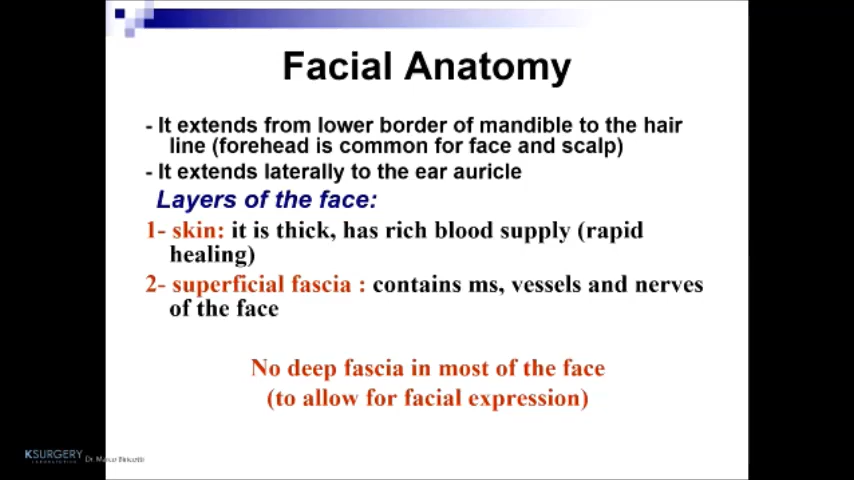 Facial Anatomy
- It extends from lower border of mandible to the hair
line (forehead is common for face and scalp)
- It extends laterally to the ear auricle
Layers of the face:
1- skin: it is thick, has rich blood supply (rapid
healing)
2- superficial fascia : contains ms, vessels and nerves
of the face
No deep fascia in most of the face
(to allow for facial expression)
KSURGERY
Dr